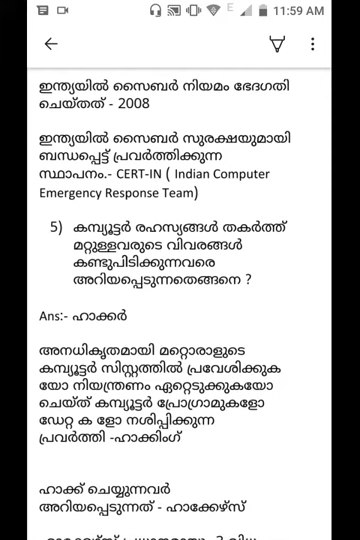 11:59 AM
ഇന്ത്യയിൽ സൈബർ നിയമം ഭേദഗതി
ചെയ്തത് - 2008
ഇന്ത്യയിൽ സൈബർ സുരക്ഷയുമായി
ബന്ധപ്പെട്ട് പ്രവർത്തിക്കുന്ന
സ്ഥാപനം.- CERT-IN ( Indian Computer
Emergency Response Team)
5) കമ്പ്യൂട്ടർ രഹസ്യങ്ങൾ തകർത്ത്
മറ്റുള്ളവരുടെ വിവരങ്ങൾ
കണ്ടുപിടിക്കുന്നവരെ
അറിയപ്പെടുന്നതെങ്ങനെ ?
Ans:- ഹാക്കർ
അനധികൃതമായി മറ്റൊരാളുടെ
കമ്പ്യൂട്ടർ സിസ്റ്റത്തിൽ പ്രവേശിക്കുക
യോ നിയന്ത്രണം ഏറ്റെടുക്കുകയോ
ചെയ്ത് കമ്പ്യൂട്ടർ പ്രോഗ്രാമുകളോ
ഡേറ്റ ക ളോ നശിപ്പിക്കുന്ന
പ്രവർത്തി -ഹാക്കിംഗ്
ഹാക്ക് ചെയ്യുന്നവർ
അറിയപ്പെടുന്നത് - ഹാക്കേഴ്സ്